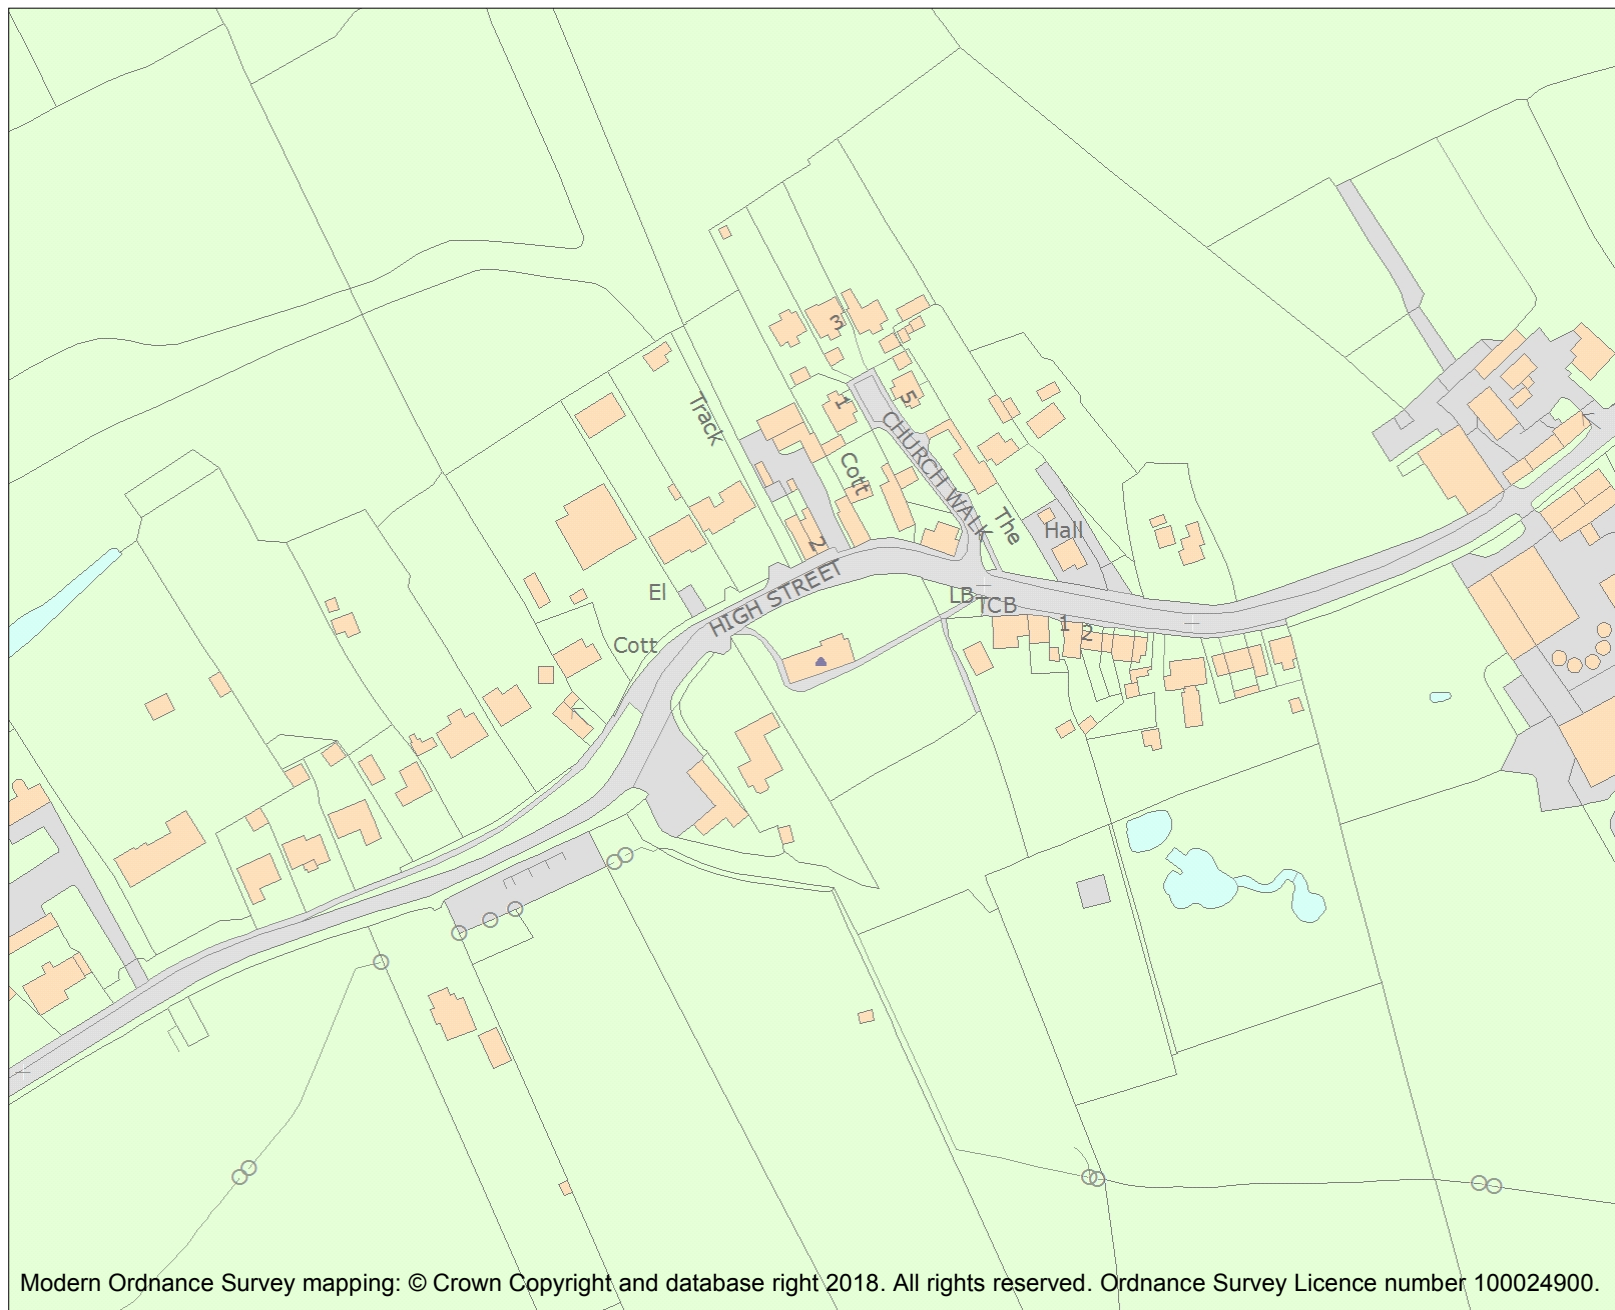 3
1
5
Track
CHURCH WALK
Cott
The
Hall
2
El
HIGH STREET
LB
TCB
1
2
Cott
Modern Ordnance Survey mapping: © Crown Copyright and database right 2018. All rights reserved. Ordnance Survey Licence number 100024900.